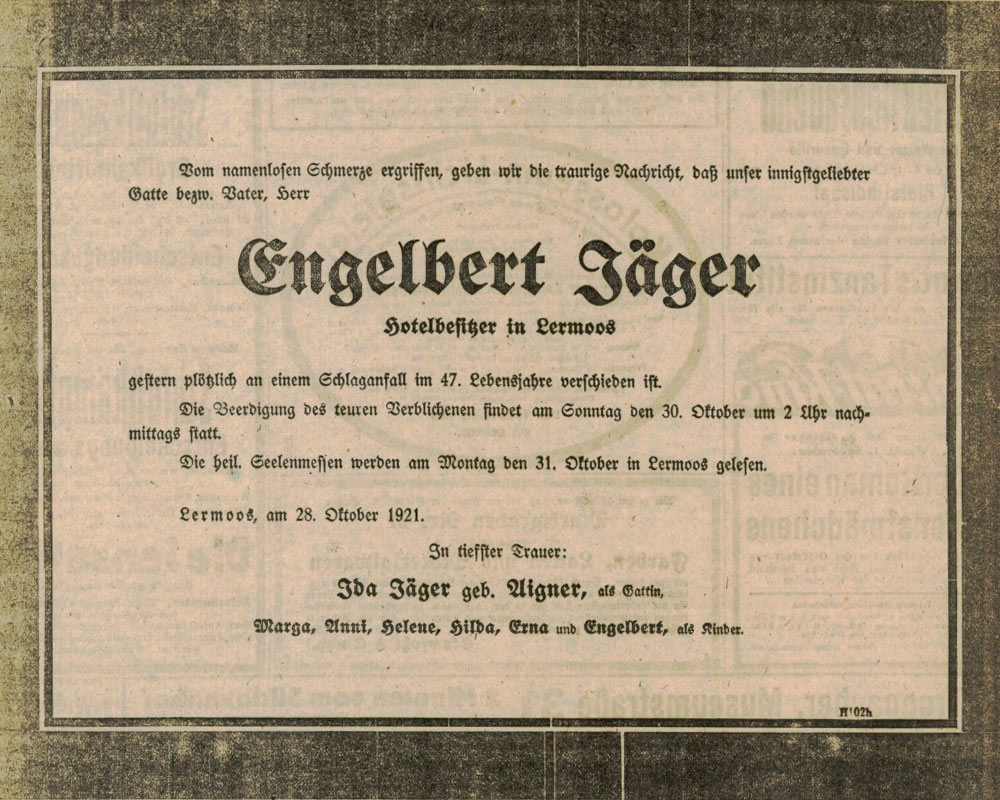 Vom namenlosen Schmerze ergriffen, geben wir die traurige Nachricht, daß unser innigstgeliebter
Gatte bezw. Vater, Herr
Engelbert Jäger
Hotelbesitzer in Lermoos
gestern plötzlich an einem Schlaganfall im 47. Lebensjahre verschieden ist.
Die Beerdigung des teuren Verblichenen findet am Sonntag den 30. Oktober um 2 Uhr nach-
mittags statt.
Die heil. Seelenmessen werden am Montag den 31. Oktober in Lermoos gelesen.
Lermoos, am 28. Oktober 1921.
In tiefster Trauer:
Ida Jäger geb. Aigner, als Gattin,
Marga, Anni, Helene, Hilda, Erna und Engelbert, als Kinder.